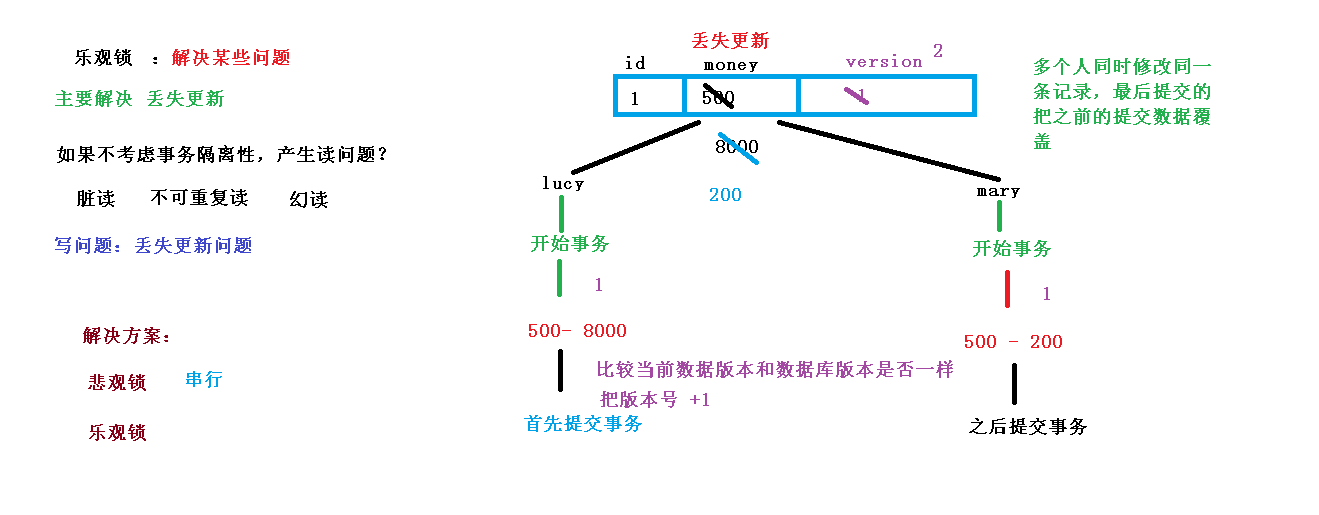 乐观锁 ：解决某些问题
主要解决 丢失更新
如果不考虑事务隔离性，产生读问题？
脏读 不可重复读 幻读
写问题：丢失更新问题
解决方案：
悲观锁 串行
乐观锁
丢失更新
id money version 2
1 500 1
8000
200
多个人同时修改同一
条记录，最后提交的
把之前的提交数据覆
盖
lucy
开始事务
1
500- 8000
首先提交事务
比较当前数据版本和数据库版本是否一样
把版本号 +1
mary
开始事务
1
500 - 200
之后提交事务